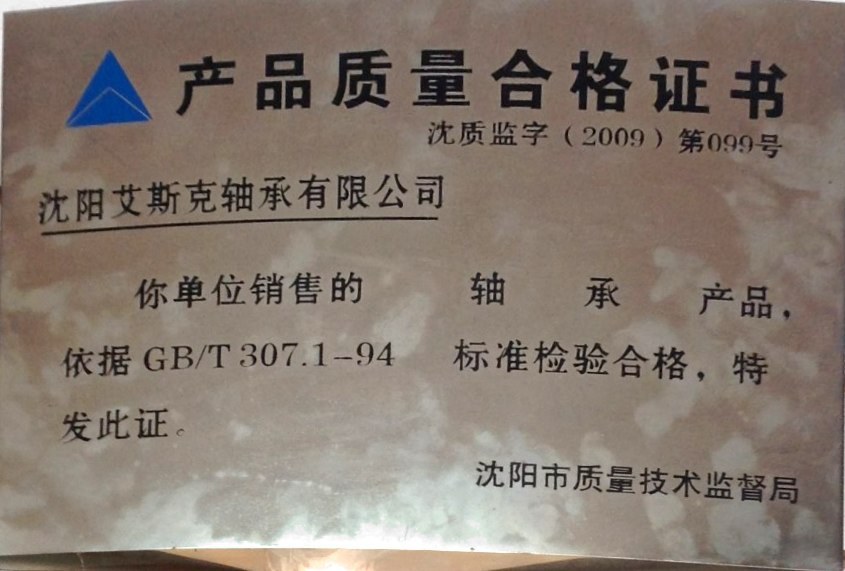 产品质量合格证书
沈质监字（2009）第099号
沈阳艾斯克轴承有限公司
你单位销售的 轴 承 产品，
依据GB/T 307.1-94 标准检验合格，特
发此证。
沈阳市质量技术监督局